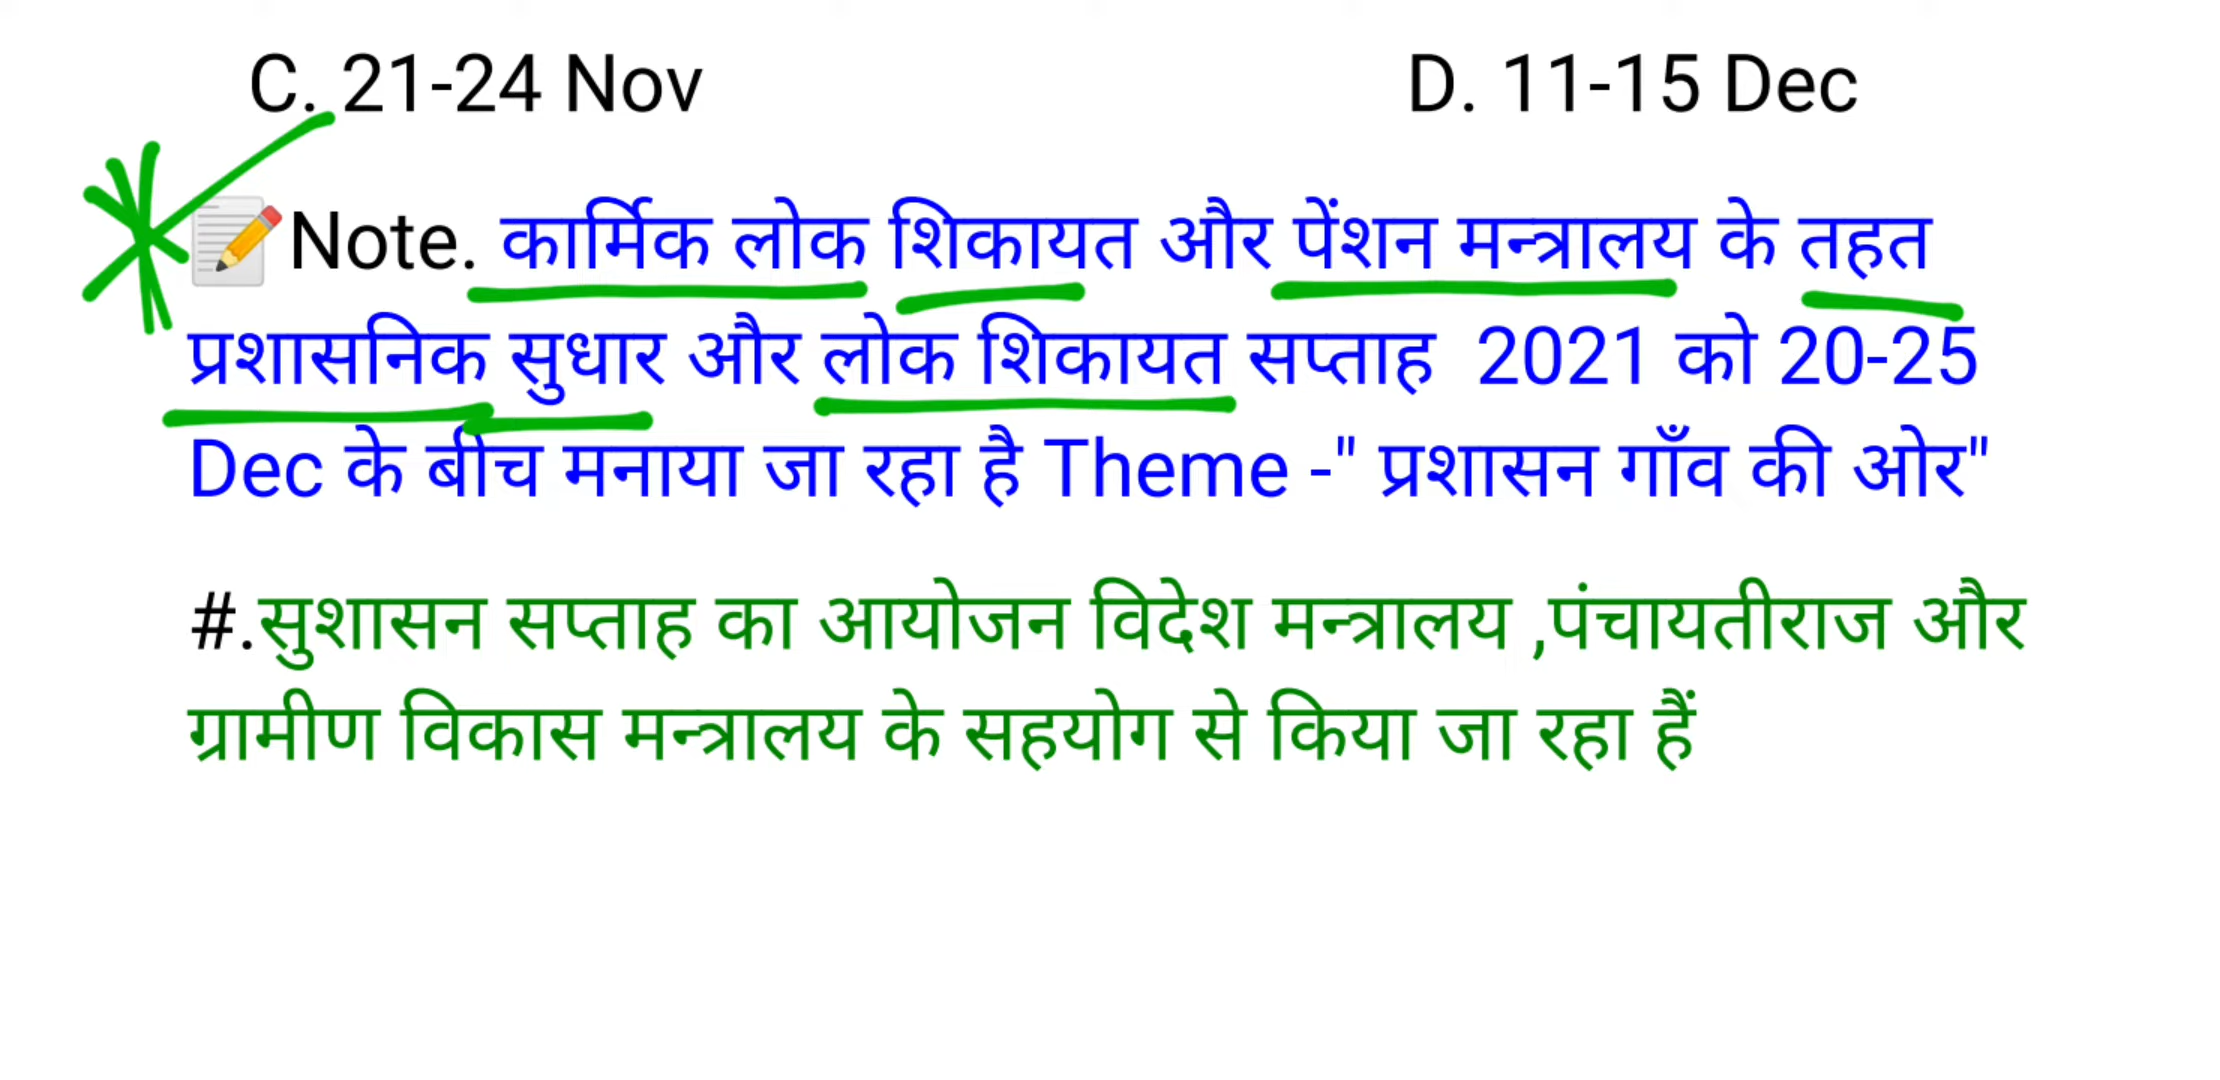 C. 21-24 Nov D. 11-15 Dec
Note. कार्मिक लोक शिकायत और पेंशन मन्त्रालय के तहत
प्रशासनिक सुधार और लोक शिकायत सप्ताह 2021 को 20-25
Dec के बीच मनाया जा रहा है Theme -" प्रशासन गाँव की ओर"
#.सुशासन सप्ताह का आयोजन विदेश मन्त्रालय ,पंचायतीराज और
ग्रामीण विकास मन्त्रालय के सहयोग से किया जा रहा हैं